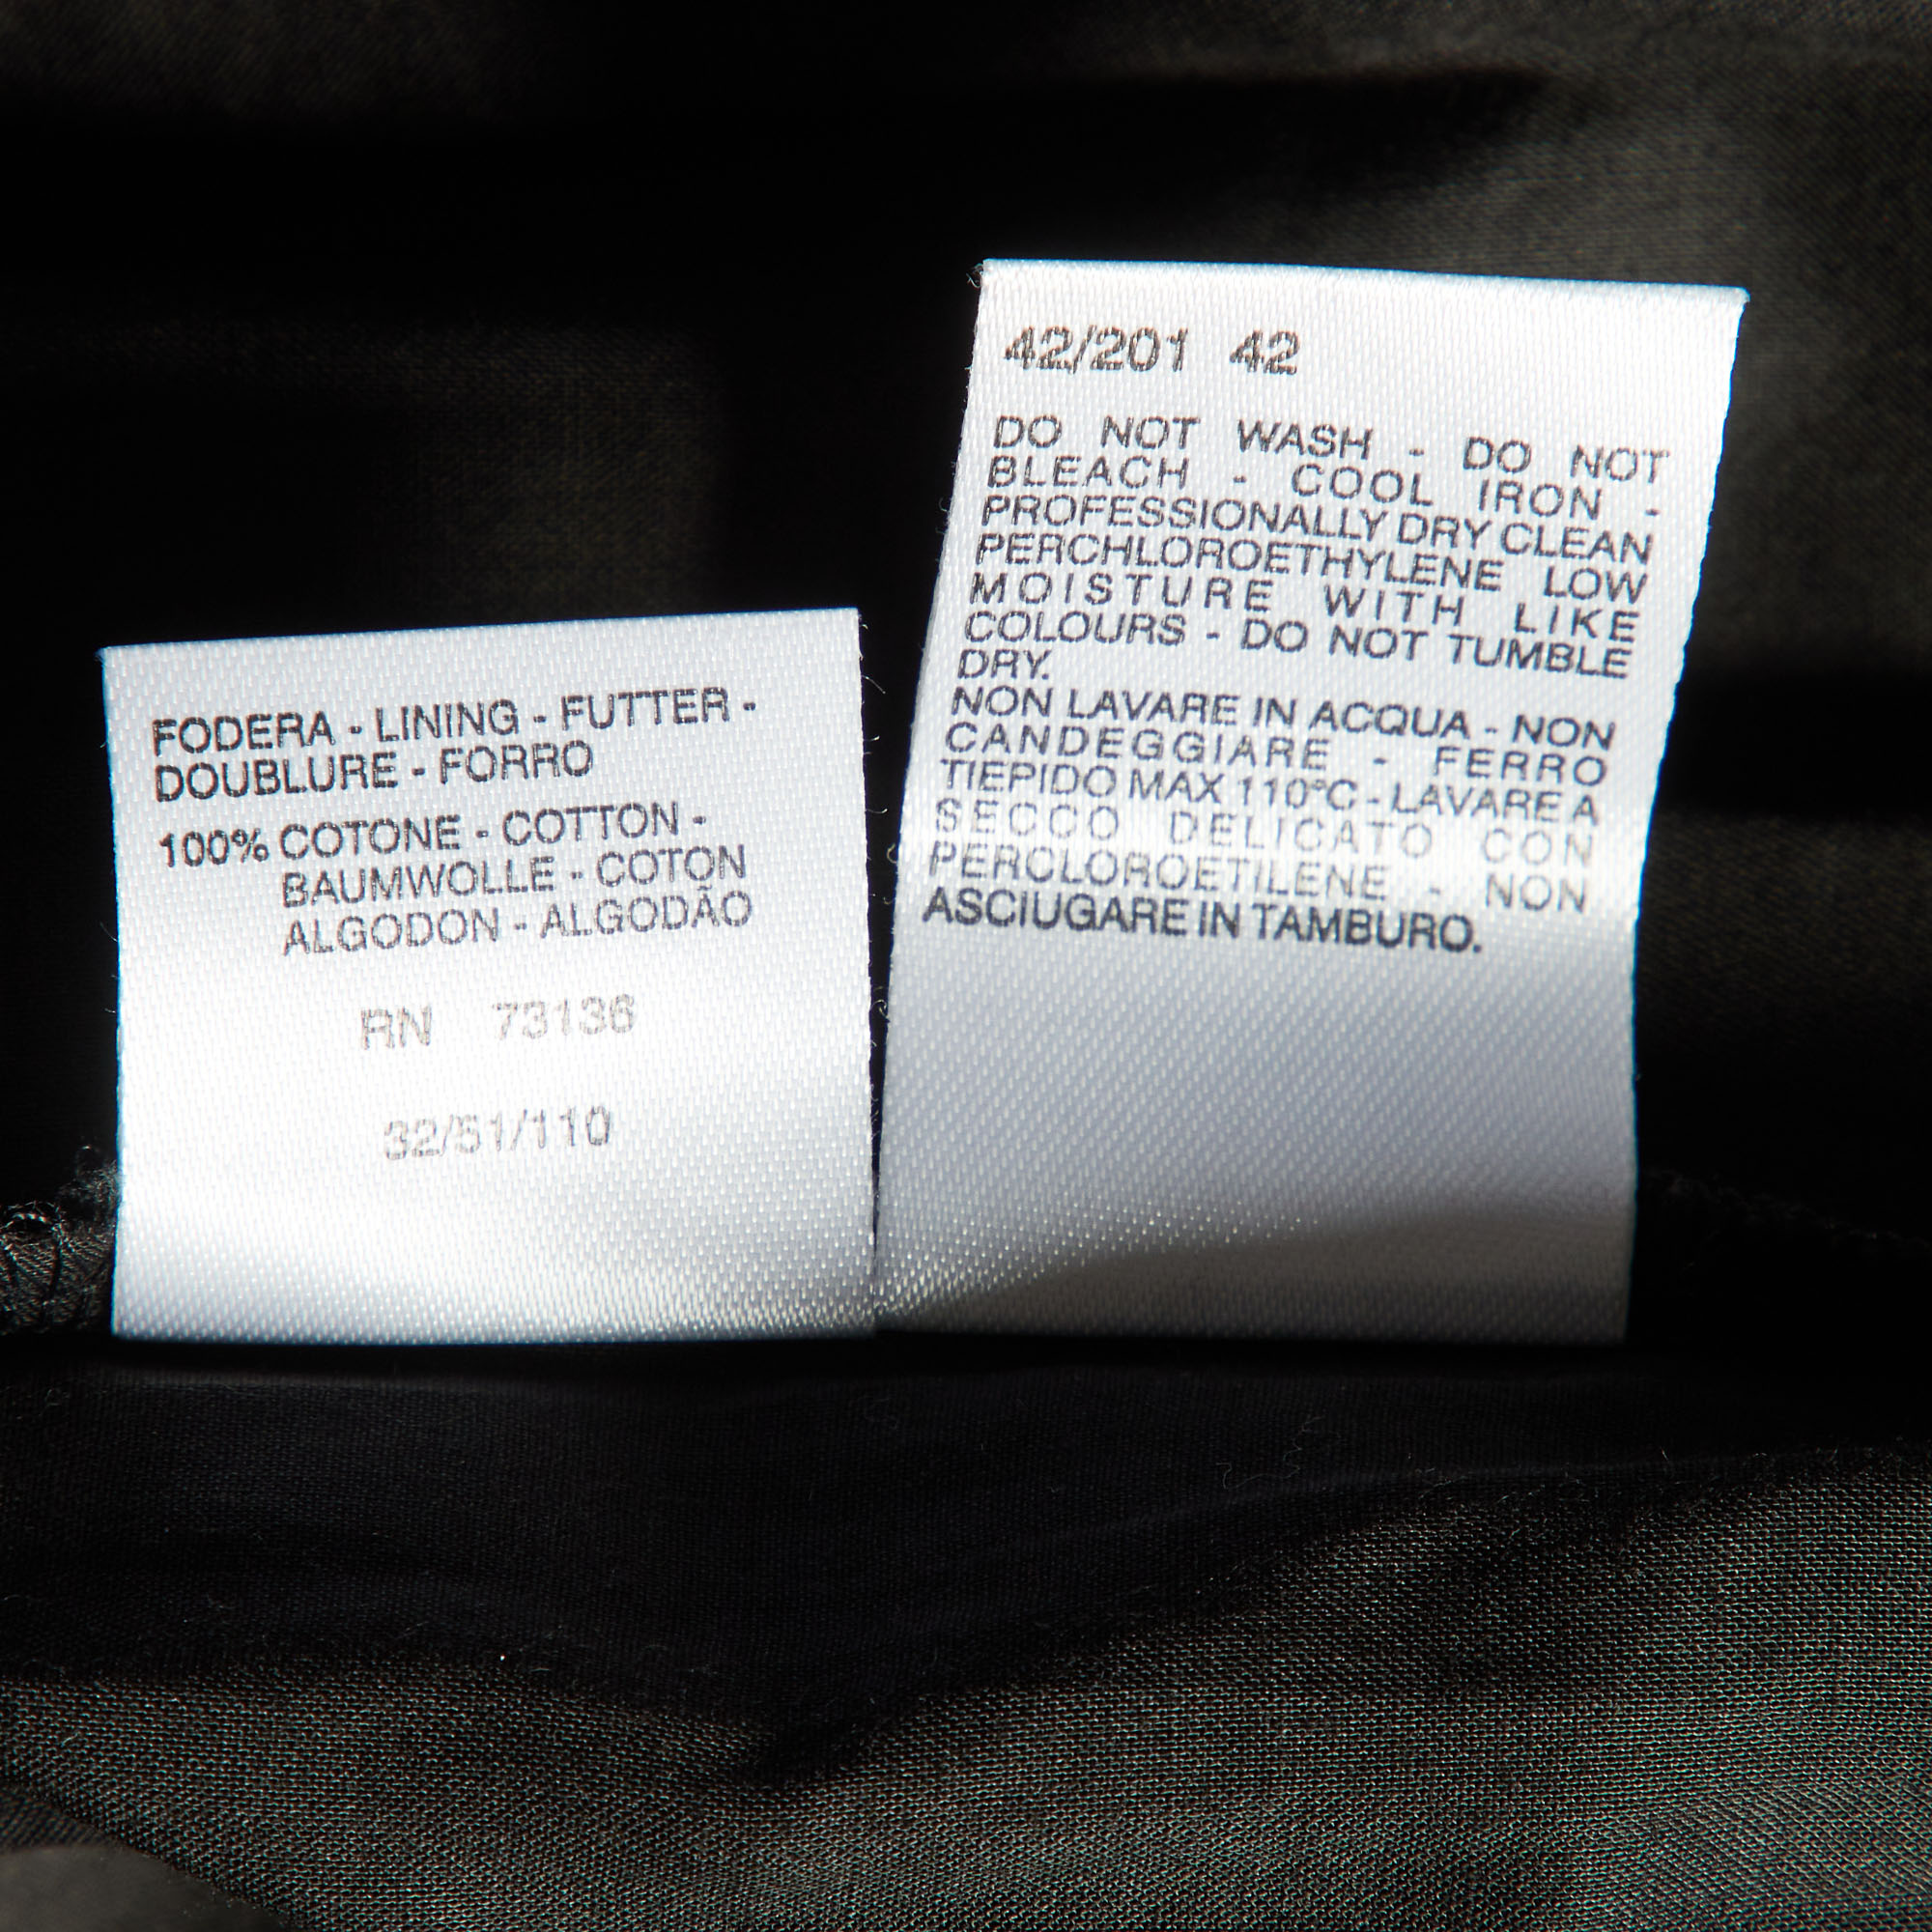 FODERA - LINING - FUTTER -
DOUBLURE - FORRO
100% COTONE - COTTON -
BAUMWOLLE - COTON
ALGODON - ALGODÃO
RN 73136
32/51/110
42/201 42
DO NOT WASH - DO NOT
BLEACH - COOL IRON -
PROFESSIONALLY DRY CLEAN
PERCHLOROETHYLENE LOW
MOISTURE WITH LIKE
COLOURS - DO NOT TUMBLE
DRY.
NON LAVARE IN ACQUA - NON
CANDEGGIARE - FERRO
TIEPIDO MAX 110°C - LAVARE A
SECCO DELICATO CON
PERCLOROETILENE - NON
ASCIUGARE IN TAMBURO.